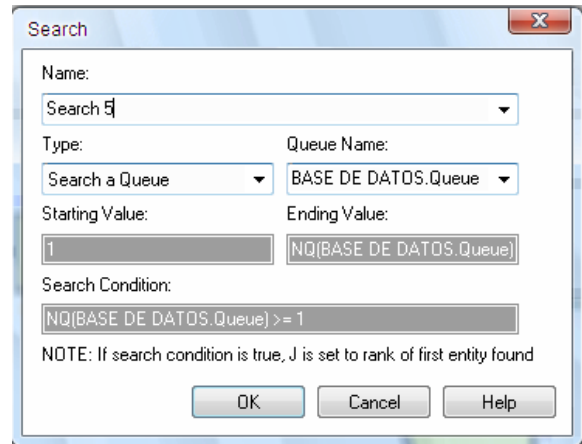 Search
Name:
Search 5
Type: Queue Name:
Search a Queue BASE DE DATOS.Queue
Starting Value: Ending Value:
1 NQ(BASE DE DATOS.Queue)
Search Condition:
NQ(BASE DE DATOS.Queue) >= 1
NOTE: If search condition is true, J is set to rank of first entity found
OK Cancel Help